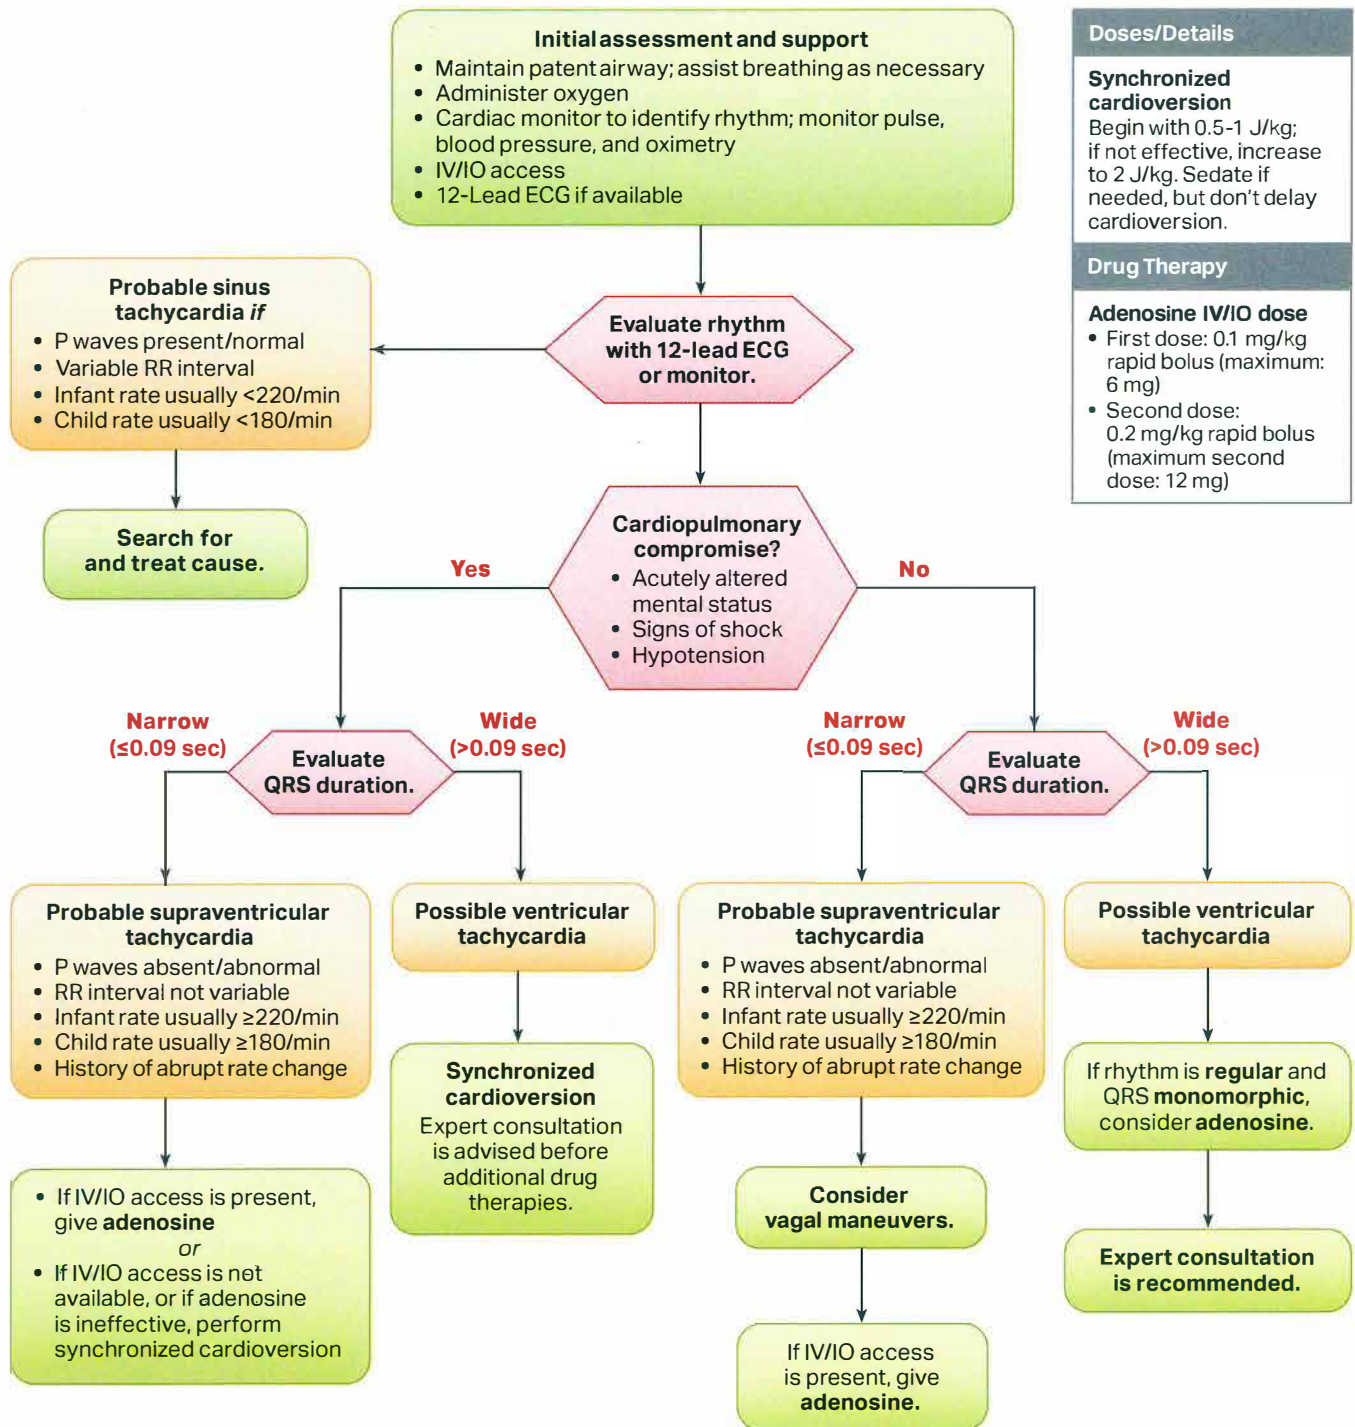 Initial assessment and support
• Maintain patent airway; assist breathing as necessary
• Administer oxygen
• Cardiac monitor to identify rhythm; monitor pulse,
blood pressure, and oximetry
• IV/IO access
• 12-Lead ECG if available
Doses/Details
Synchronized
cardioversion
Begin with 0.5-1 J/kg;
if not effective, increase
to 2 J/kg. Sedate if
needed, but don't delay
cardioversion.
Drug Therapy
Adenosine IV/IO dose
• First dose: 0.1 mg/kg
rapid bolus (maximum:
6 mg)
• Second dose:
0.2 mg/kg rapid bolus
(maximum second
dose: 12 mg)
Probable sinus
tachycardia if
• P waves present/normal
• Variable RR interval
• Infant rate usually <220/min
• Child rate usually <180/min
Evaluate rhythm
with 12-lead ECG
or monitor.
Search for
and treat cause.
Cardiopulmonary
compromise?
• Acutely altered
mental status
• Signs of shock
• Hypotension
Yes
No
Narrow
(≤0.09 sec)
Wide
(>0.09 sec)
Evaluate
QRS duration.
Narrow
(≤0.09 sec)
Wide
(>0.09 sec)
Evaluate
QRS duration.
Probable supraventricular
tachycardia
• P waves absent/abnormal
• RR interval not variable
• Infant rate usually ≥220/min
• Child rate usually ≥180/min
• History of abrupt rate change
Possible ventricular
tachycardia
Probable supraventricular
tachycardia
• P waves absent/abnormal
• RR interval not variable
• Infant rate usually ≥220/min
• Child rate usually ≥180/min
• History of abrupt rate change
Possible ventricular
tachycardia
• If IV/IO access is present,
give adenosine
or
• If IV/IO access is not
available, or if adenosine
is ineffective, perform
synchronized cardioversion
Synchronized
cardioversion
Expert consultation
is advised before
additional drug
therapies.
Consider
vagal maneuvers.
If IV/IO access
is present, give
adenosine.
If rhythm is regular and
QRS monomorphic,
consider adenosine.
Expert consultation
is recommended.